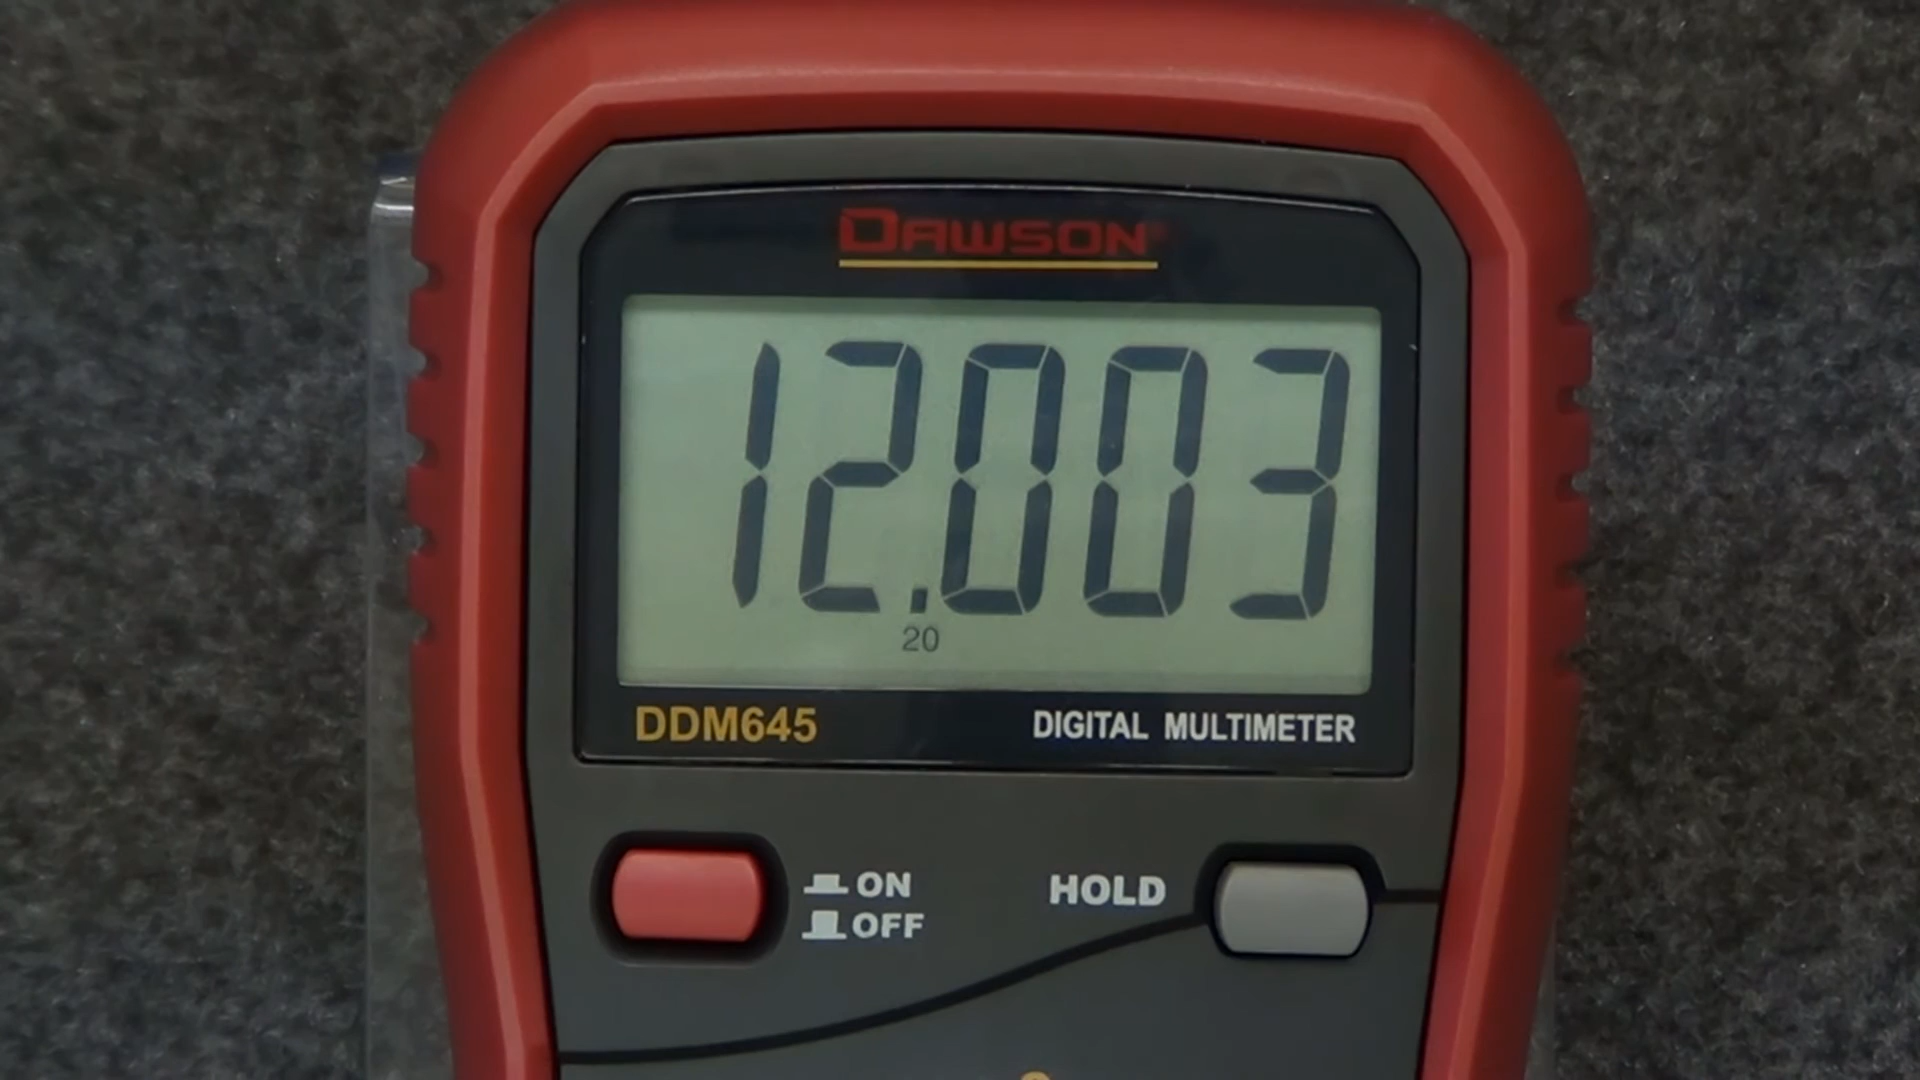 DAWSON®
12.003
20
DDM645 DIGITAL MULTIMETER
ON HOLD
OFF